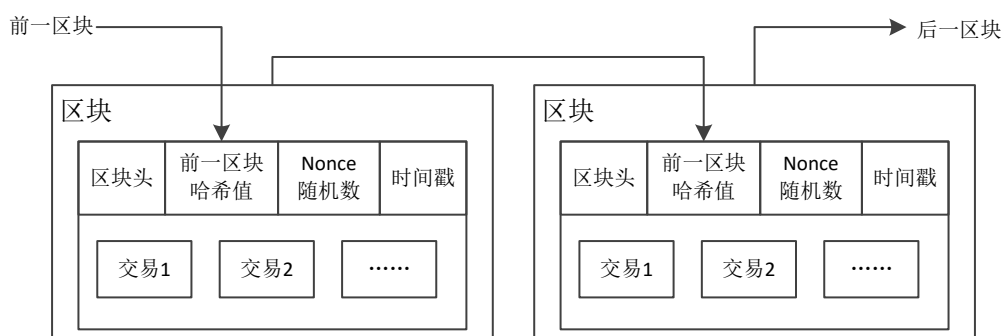 前一区块
后一区块
区块
区块头
前一区块
哈希值
Nonce
随机数
时间戳
交易1
交易2
……
区块
区块头
前一区块
哈希值
Nonce
随机数
时间戳
交易1
交易2
……